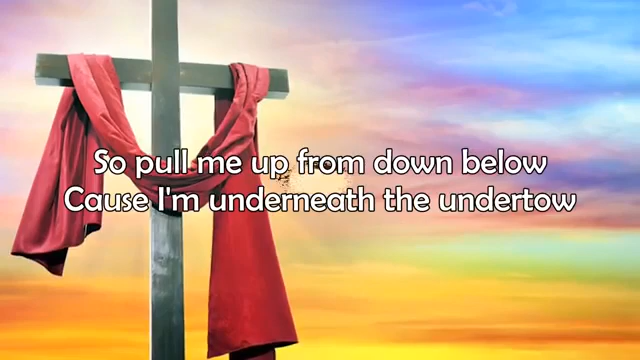 So pull me up from down below
Cause I'm underneath the undertow